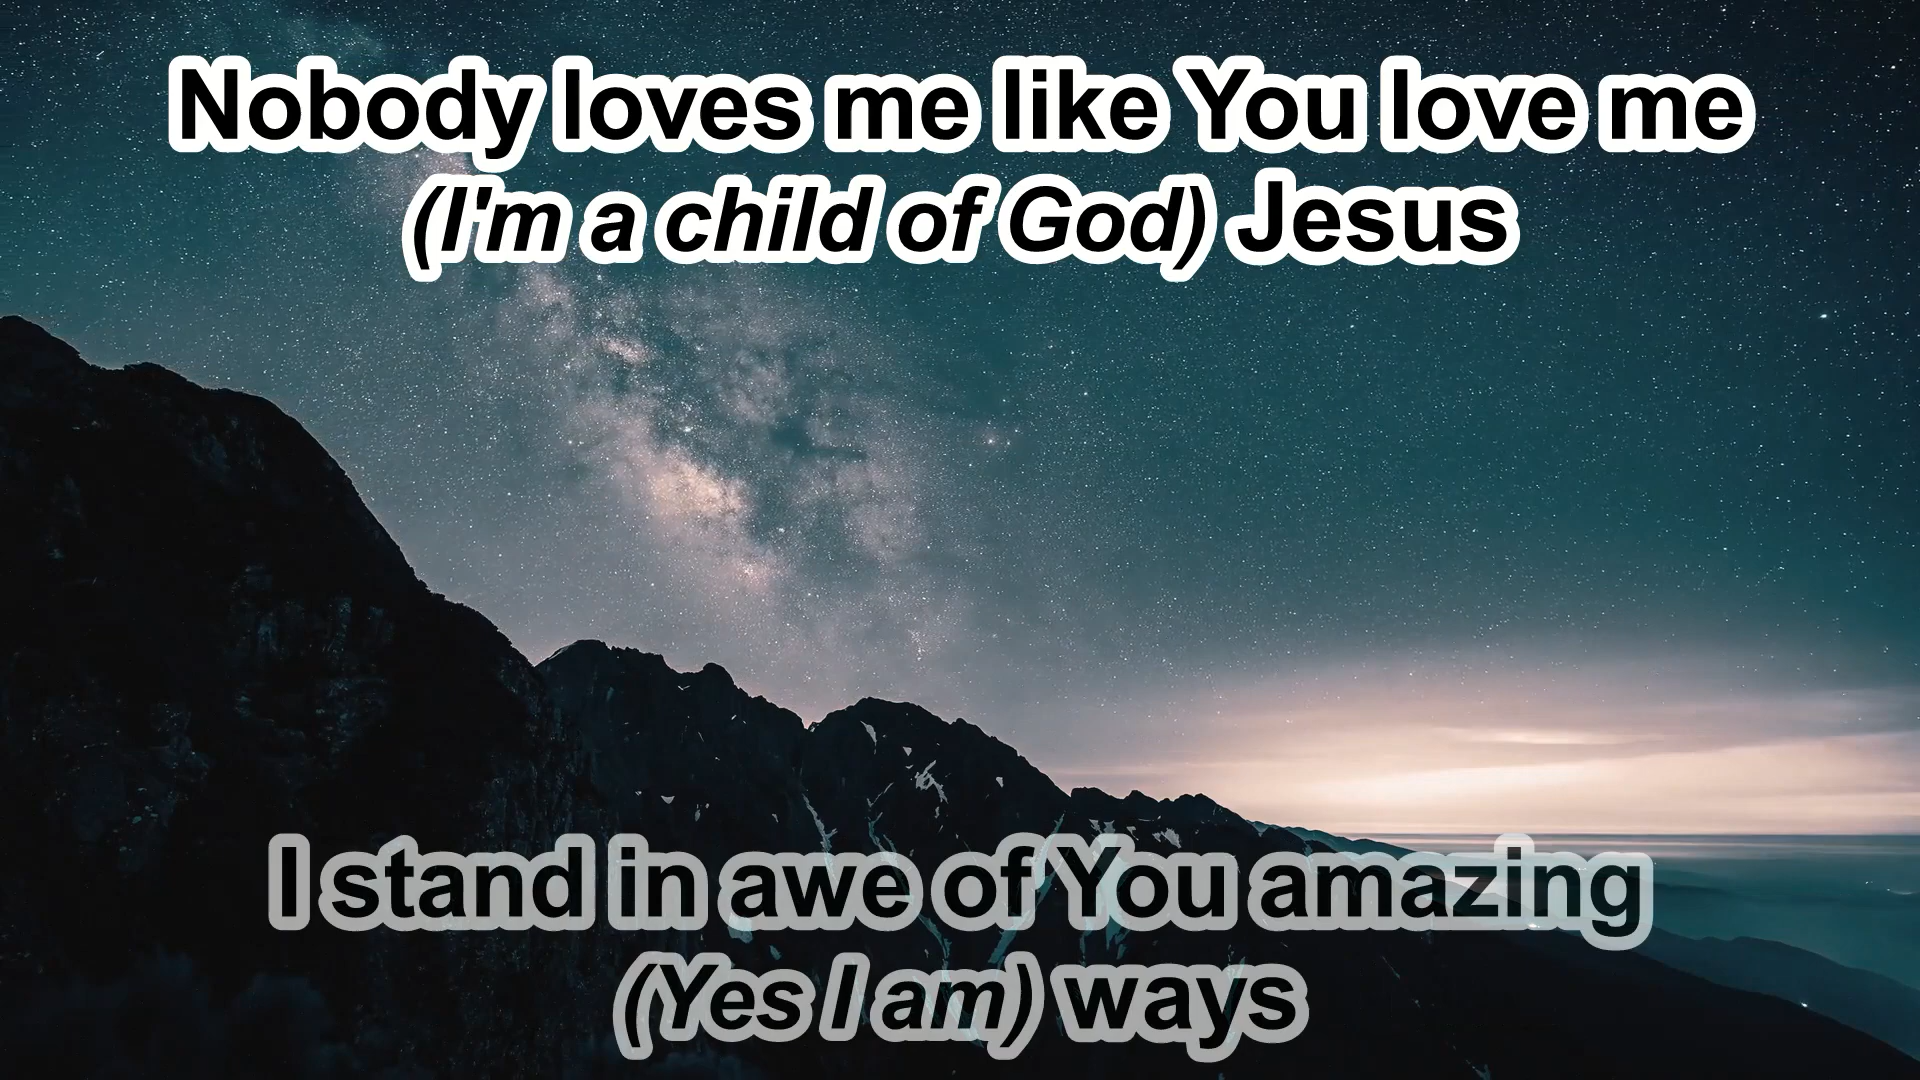 Nobody loves me like You love me
(I'm a child of God) Jesus
I stand in awe of You amazing
(Yes I am) ways